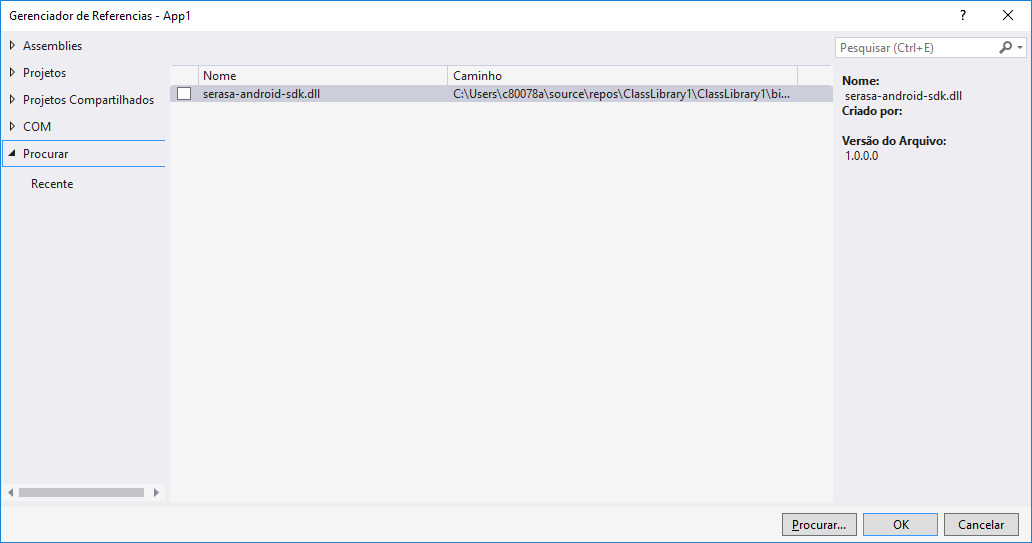 Gerenciador de Referencias - App1
?
Assemblies
Projetos
Projetos Compartilhados
COM
Procurar
Recente
Nome
Caminho
serasa-android-sdk.dll
C:\Users\c80078a\source\repos\ClassLibrary1\ClassLibrary1\bi...
Pesquisar (Ctrl+E)
Nome:
serasa-android-sdk.dll
Criado por:
Versão do Arquivo:
1.0.0.0
Procurar...
OK
Cancelar